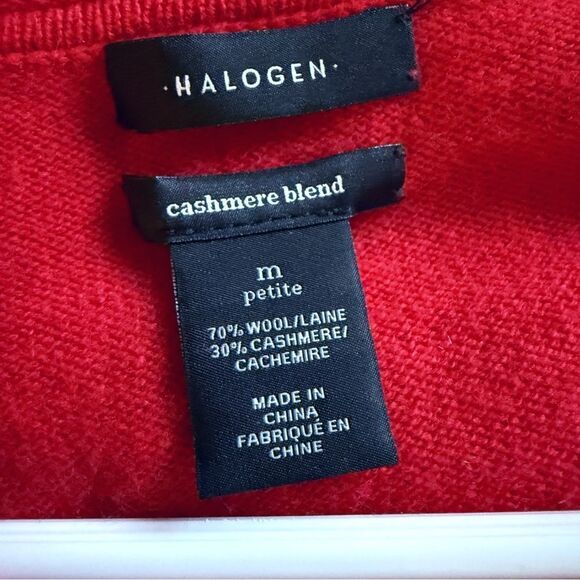 ·HALOGEN·
cashmere blend
m
petite
70% WOOL/LAINE
30% CASHMERE/
CACHEMIRE
MADE IN
CHINA
FABRIQUÉ EN
CHINE